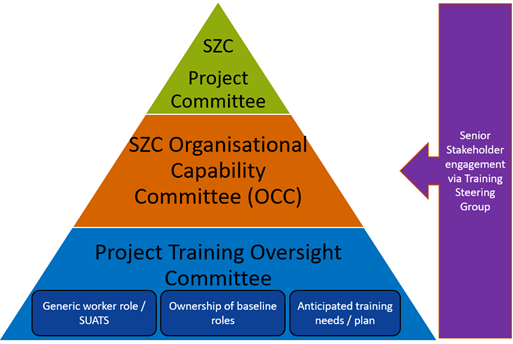 SZC
Project
Committee
SZC Organisational
Capability
Committee (OCC)
Project Training Oversight
Committee
Generic worker role /
SUATS
Ownership of baseline
roles
Anticipated training
needs / plan
Senior
Stakeholder
engagement
via Training
Steering
Group